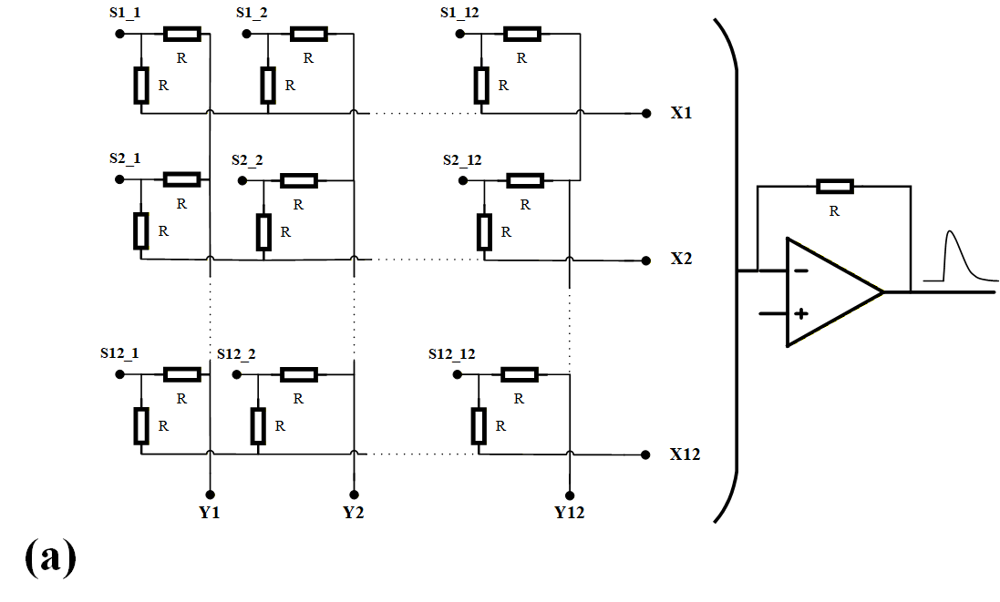 S1_1 S1_2 S1_12
R R R
R R R
X1
S2_1 S2_2 S2_12
R R R
R R R
X2
R
S12_1 S12_2 S12_12
R R R
R R R
X12
Y1 Y2 Y12
(a)